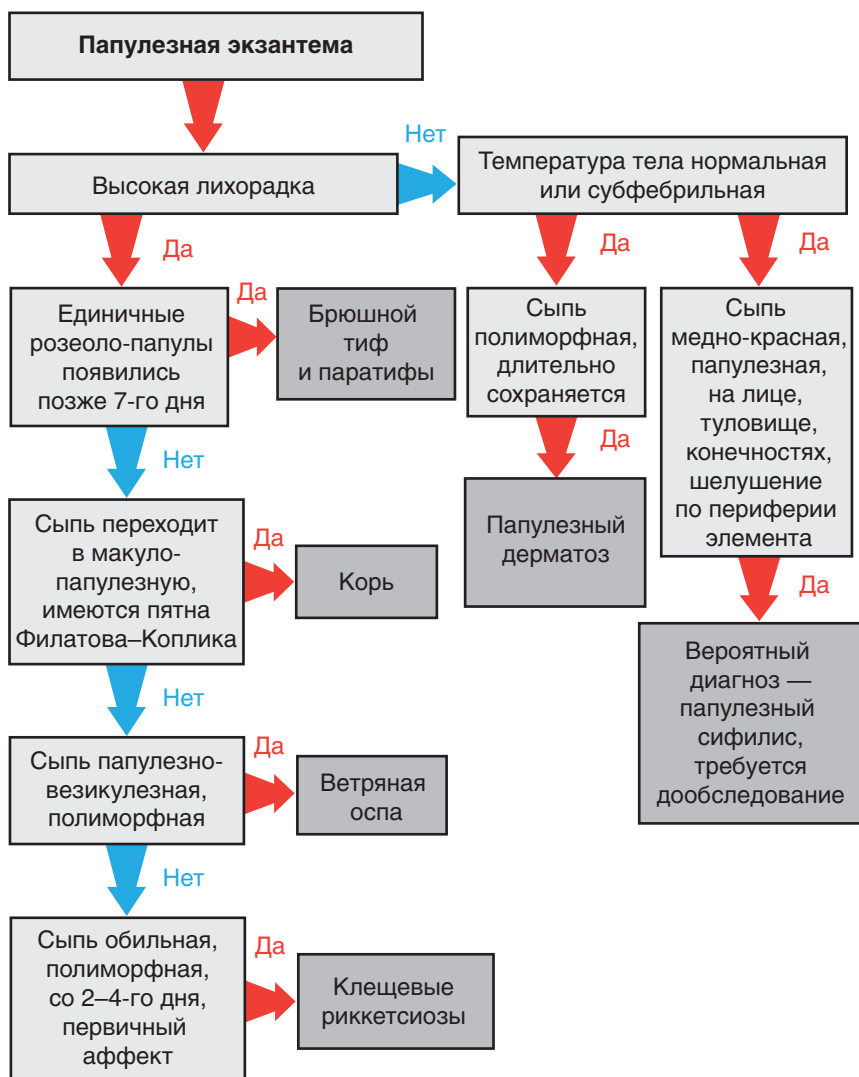 Папулезная экзантема
Нет
Высокая лихорадка
Температура тела нормальная
или субфебрильная
Да
Да
Да
Единичные
розеоло-папулы
появились
позже 7-го дня
Да
Брюшной
тиф
и паратифы
Сыпь
полиморфная,
длительно
сохраняется
Сыпь
медно-красная,
папулезная,
на лице,
туловище,
конечностях,
шелушение
по периферии
элемента
Нет
Да
Папулезный
дерматоз
Сыпь переходит
в макуло-
папулезную,
имеются пятна
Филатова–Коплика
Да
Корь
Да
Вероятный
диагноз —
папулезный
сифилис,
требуется
дообследование
Нет
Сыпь папулезно-
везикулезная,
полиморфная
Да
Ветряная
оспа
Нет
Сыпь обильная,
полиморфная,
со 2–4-го дня,
первичный
аффект
Да
Клещевые
риккетсиозы